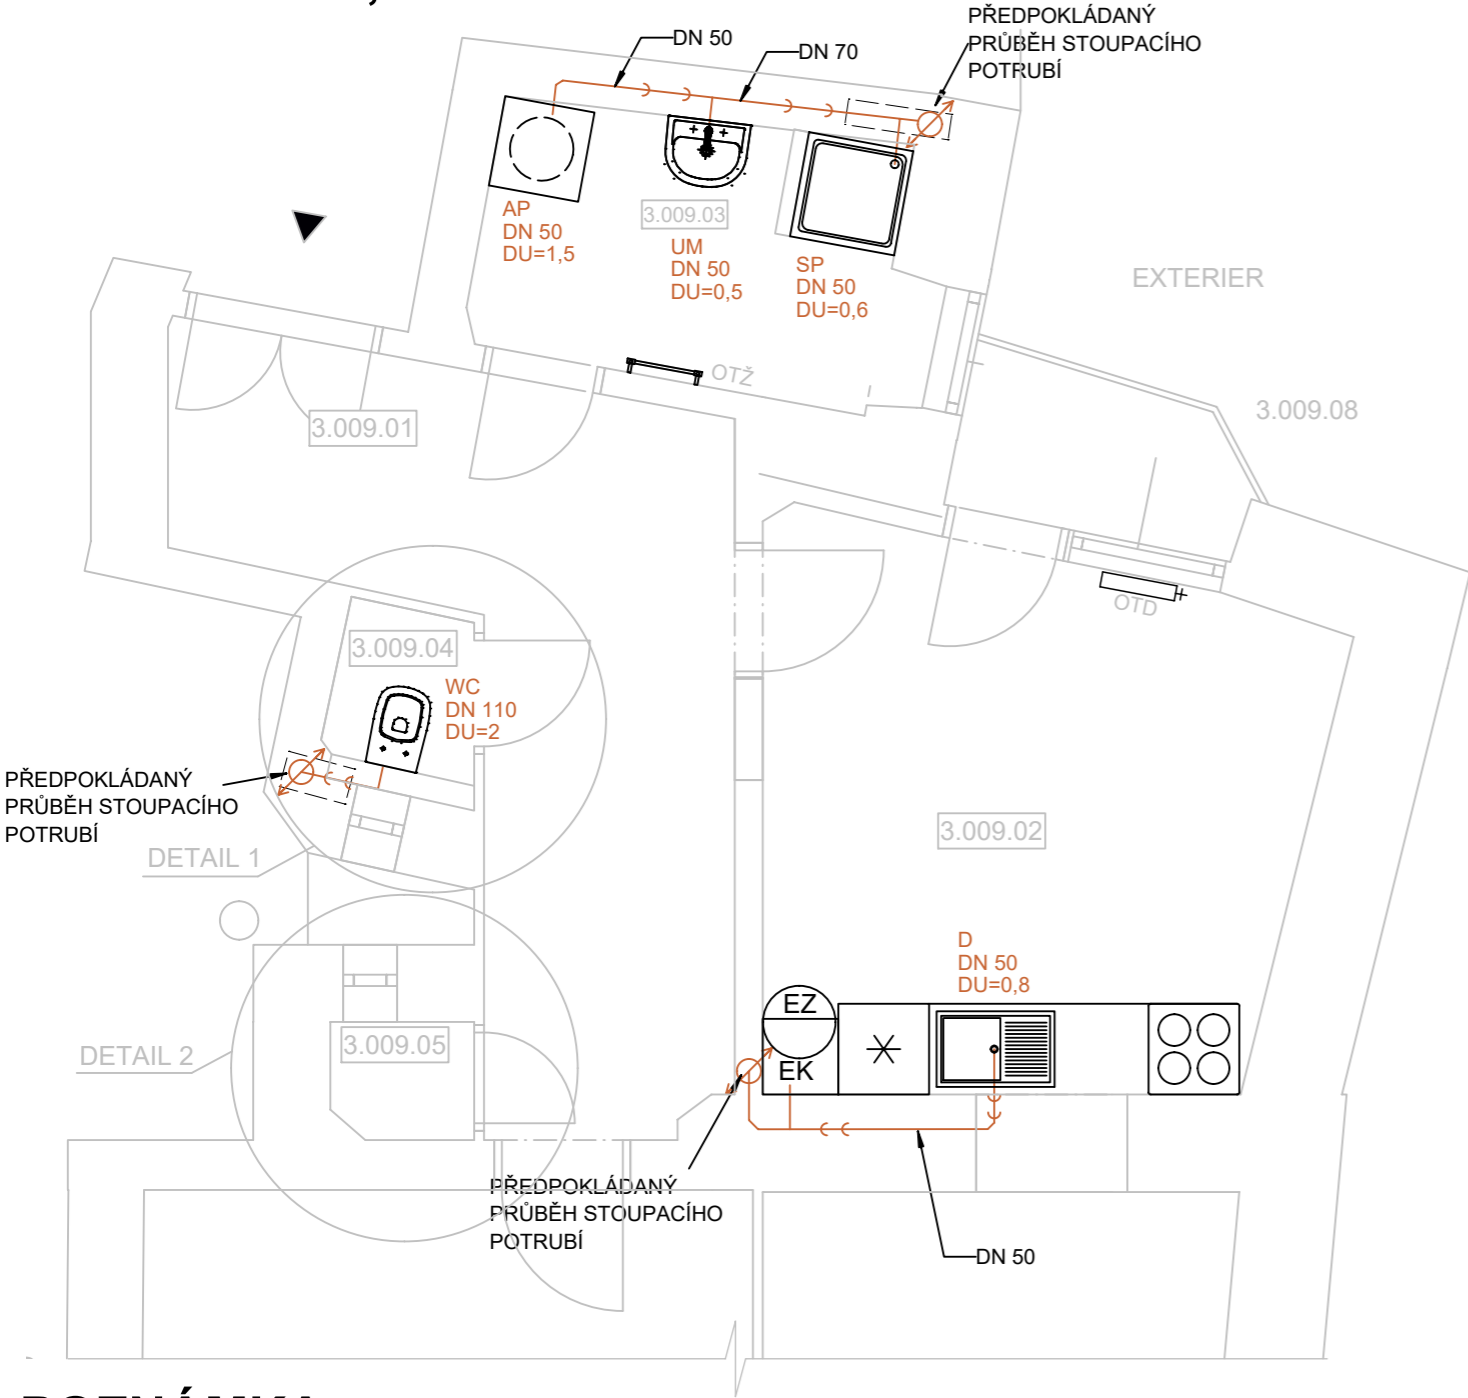 DN 50
DN 70
PŘEDPOKLÁDANÝ
PRŮBĚH STOUPACÍHO
POTRUBÍ
AP
DN 50
DU=1,5
3.009.03
UM
DN 50
DU=0,5
SP
DN 50
DU=0,6
EXTERIER
OTŽ
3.009.01
3.009.08
OTD
3.009.04
WC
DN 110
DU=2
PŘEDPOKLÁDANÝ
PRŮBĚH STOUPACÍHO
POTRUBÍ
DETAIL 1
3.009.02
D
DN 50
DU=0,8
EZ
EK
DETAIL 2
3.009.05
PŘEDPOKLÁDANÝ
PRŮBĚH STOUPACÍHO
POTRUBÍ
DN 50